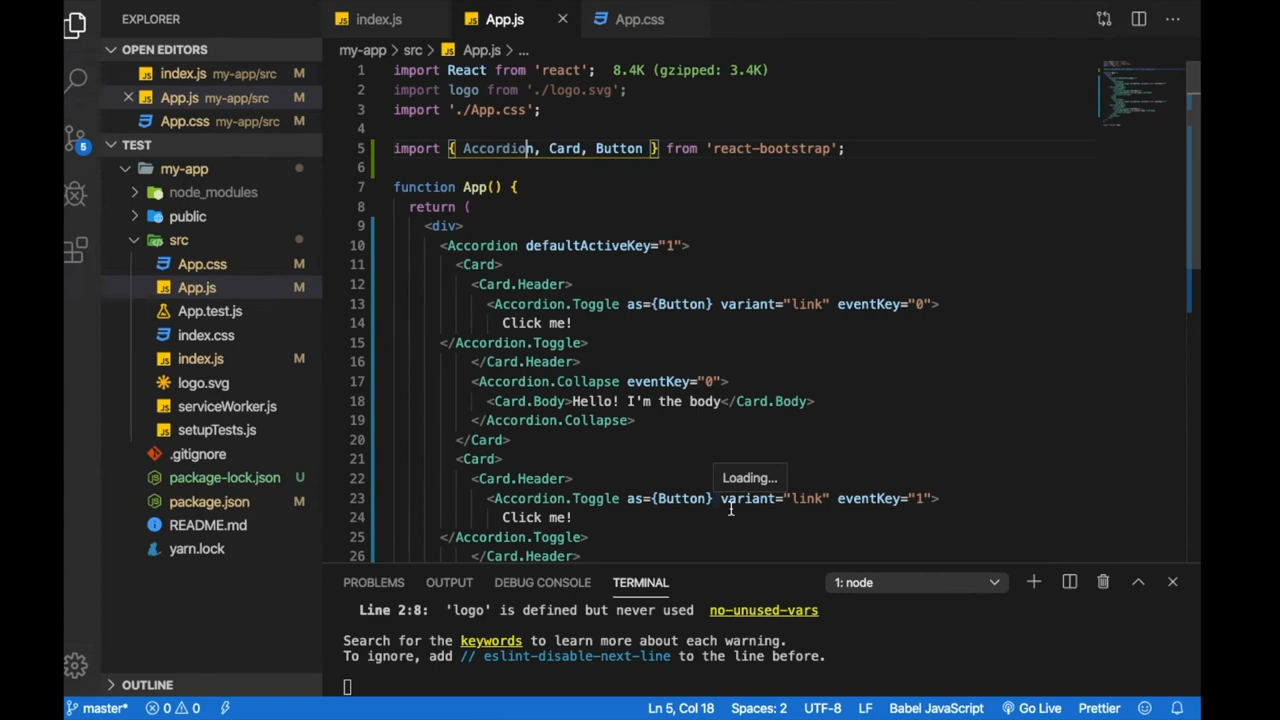 EXPLORER
OPEN EDITORS
index.js my-app/src M
App.js my-app/src M
App.css my-app/src M
TEST
my-app
node_modules
public
src
App.css M
App.js M
App.test.js
index.css
index.js M
logo.svg
serviceWorker.js
setupTests.js
.gitignore
package-lock.json U
package.json M
README.md
yarn.lock
OUTLINE
5
index.js
App.js
App.css
my-app > src > App.js > ...
1 import React from 'react'; 8.4K (gzipped: 3.4K)
2 import logo from './logo.svg';
3 import './App.css';
4
5 import { Accordion, Card, Button } from 'react-bootstrap';
6
7 function App() {
8 return (
9 <div>
10 <Accordion defaultActiveKey="1">
11 <Card>
12 <Card.Header>
13 <Accordion.Toggle as={Button} variant="link" eventKey="0">
14 Click me!
15 </Accordion.Toggle>
16 </Card.Header>
17 <Accordion.Collapse eventKey="0">
18 <Card.Body>Hello! I'm the body</Card.Body>
19 </Accordion.Collapse>
20 </Card>
21 <Card>
22 <Card.Header>
Loading...
23 <Accordion.Toggle as={Button} variant="link" eventKey="1">
24 Click me!
25 </Accordion.Toggle>
26 </Card.Header>
PROBLEMS OUTPUT DEBUG CONSOLE TERMINAL 1: node
Line 2:8: 'logo' is defined but never used no-unused-vars
Search for the keywords to learn more about each warning.
To ignore, add // eslint-disable-next-line to the line before.
master* 0 0 Ln 5, Col 18 Spaces: 2 UTF-8 LF Babel JavaScript Go Live Prettier